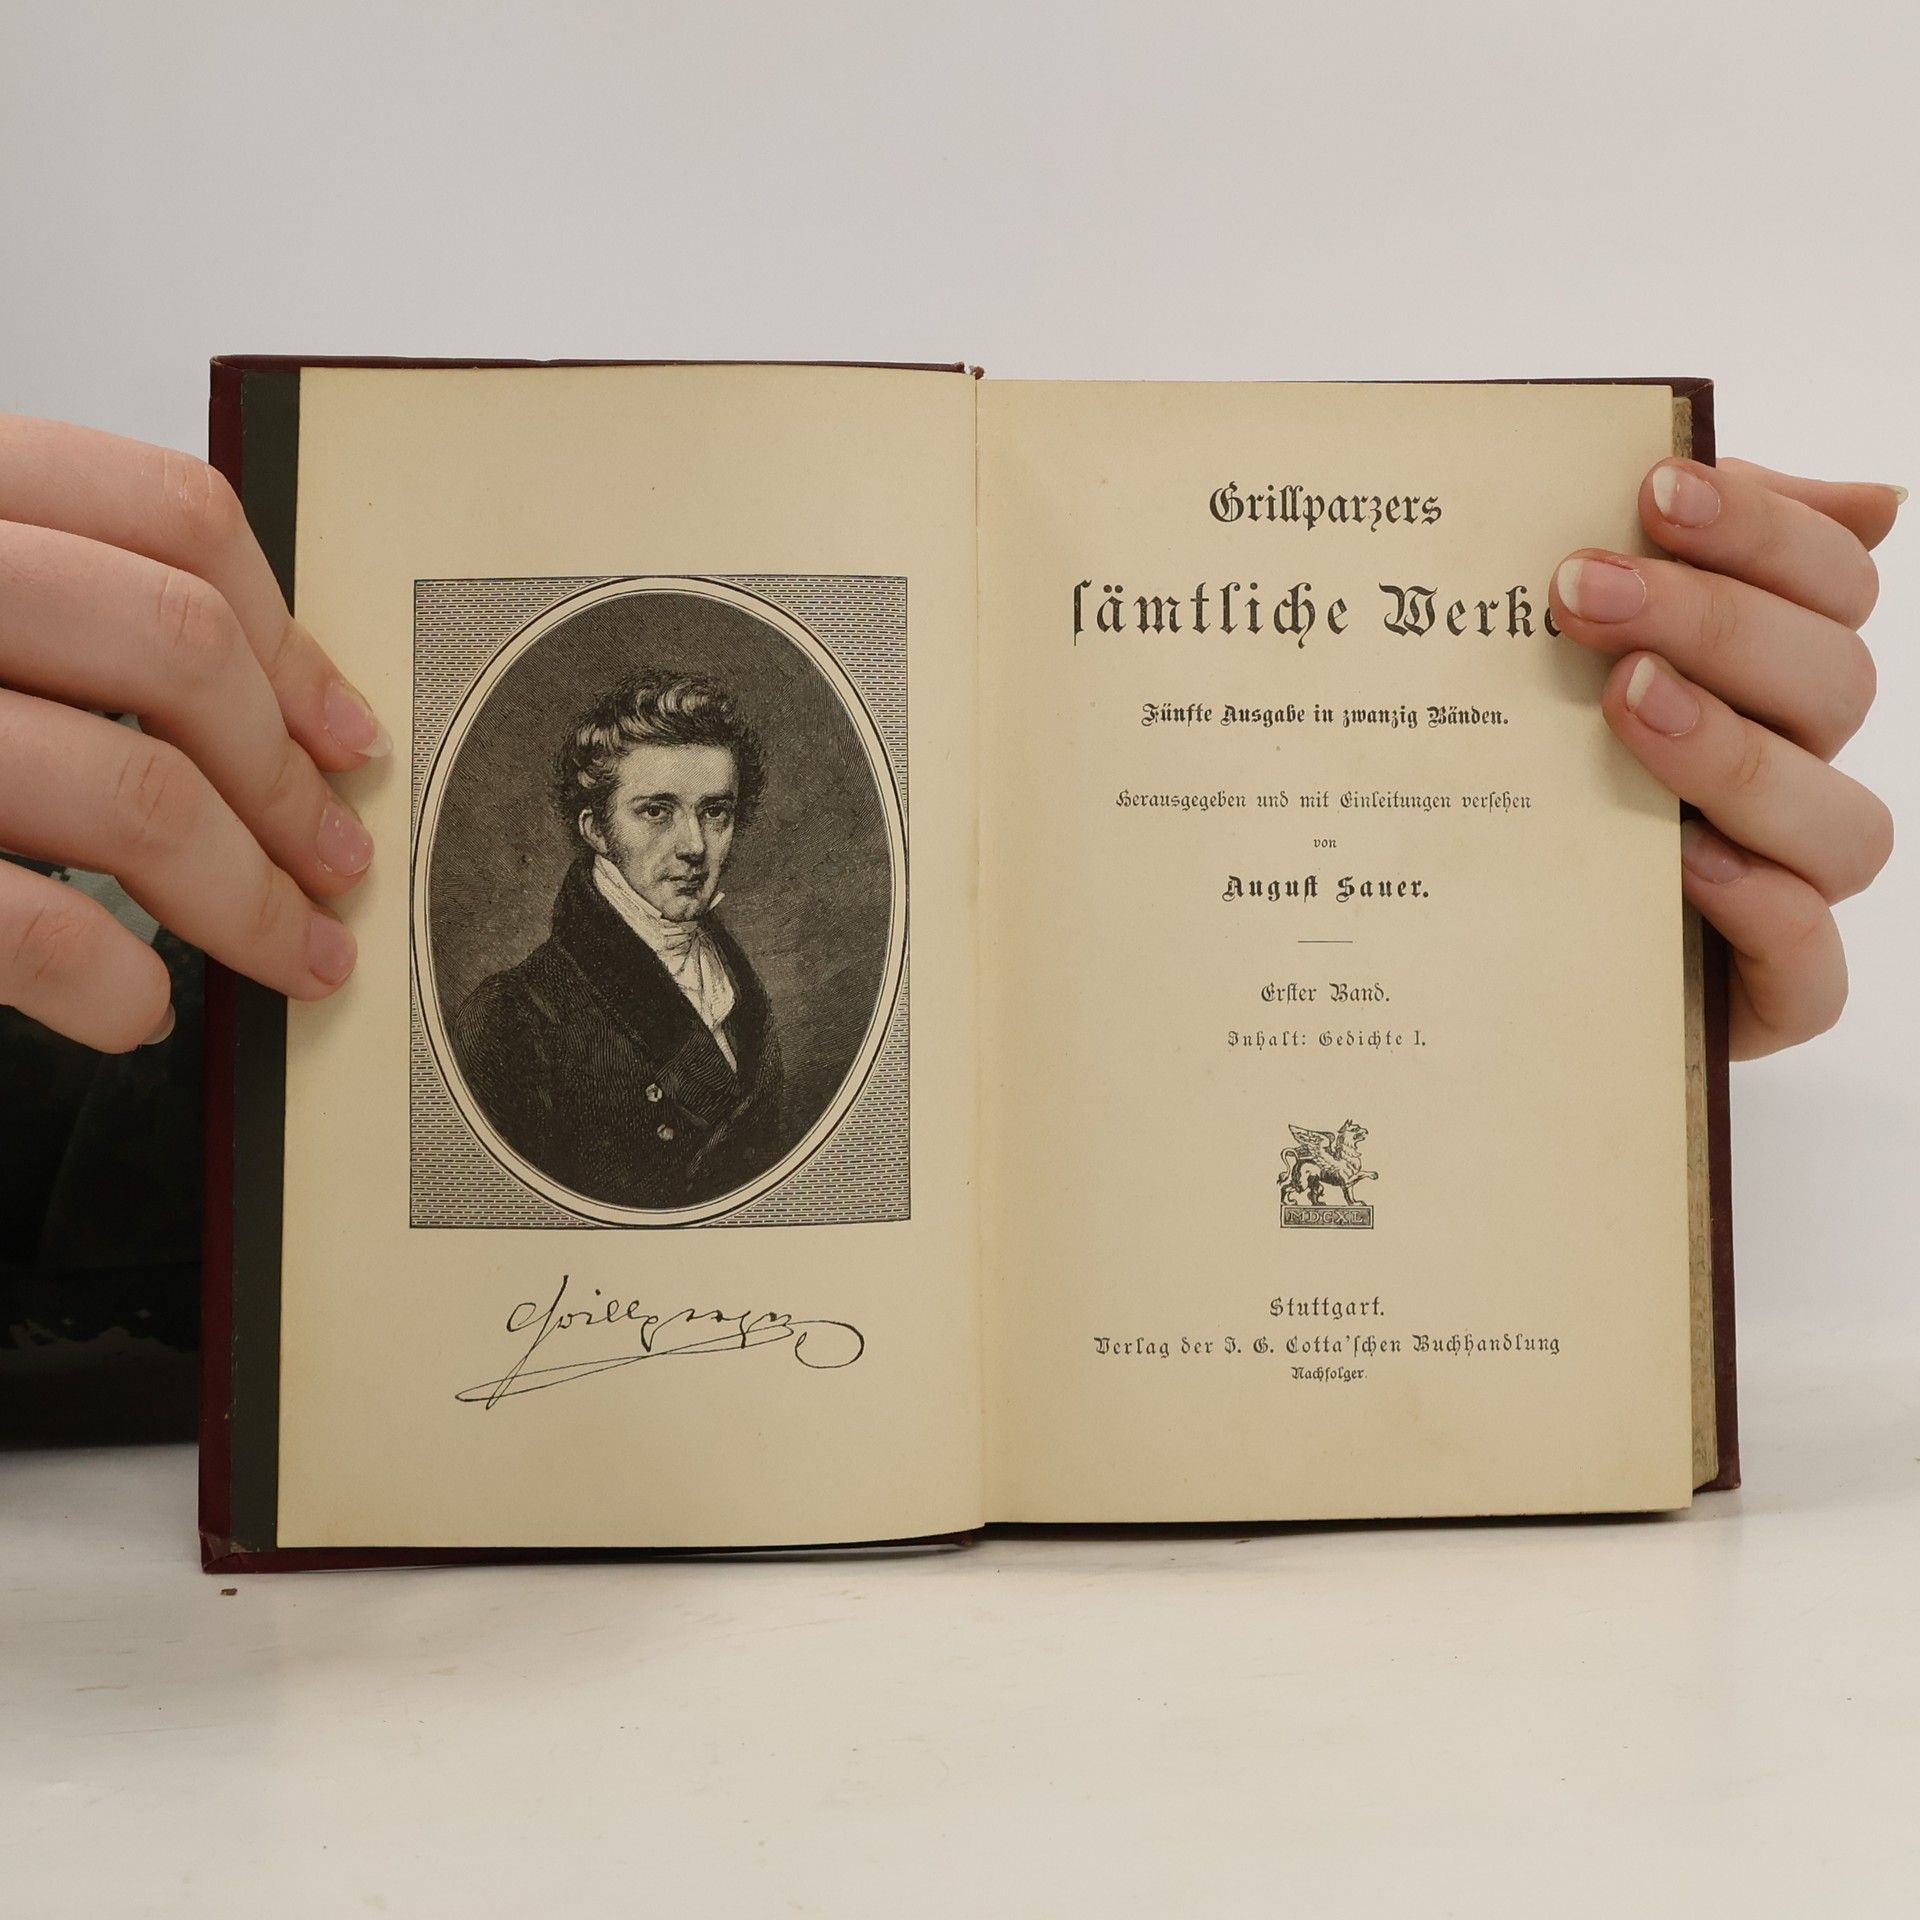 Grillparzer
Grillparzers
sämtliche Werke
Fünfte Ausgabe in zwanzig Bänden.
Herausgegeben und mit Einleitungen versehen
von
August Sauer.
Erster Band.
Inhalt: Gedichte I.
MDCXL
Stuttgart.
Verlag der J. G. Cotta'schen Buchhandlung
Nachfolger.